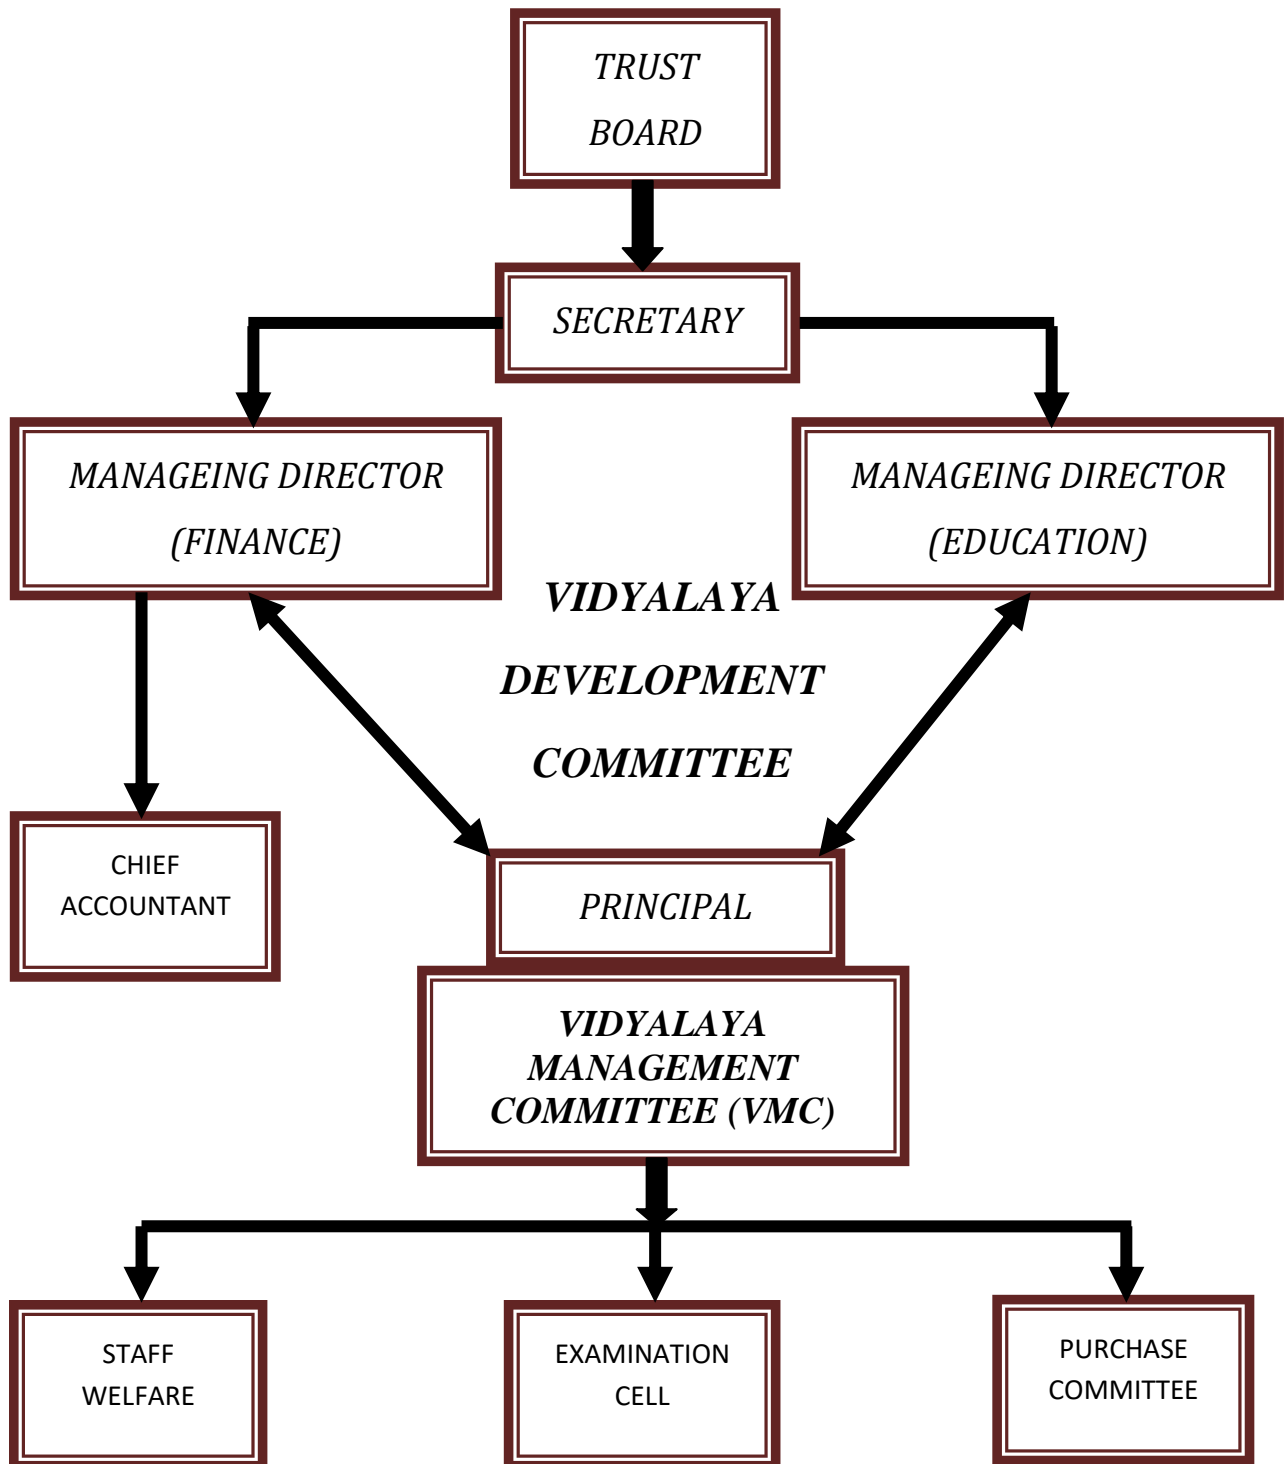 TRUST
BOARD
SECRETARY
MANAGEING DIRECTOR
(FINANCE)
MANAGEING DIRECTOR
(EDUCATION)
VIDYALAYA
DEVELOPMENT
COMMITTEE
CHIEF
ACCOUNTANT
PRINCIPAL
VIDYALAYA
MANAGEMENT
COMMITTEE (VMC)
STAFF
WELFARE
EXAMINATION
CELL
PURCHASE
COMMITTEE